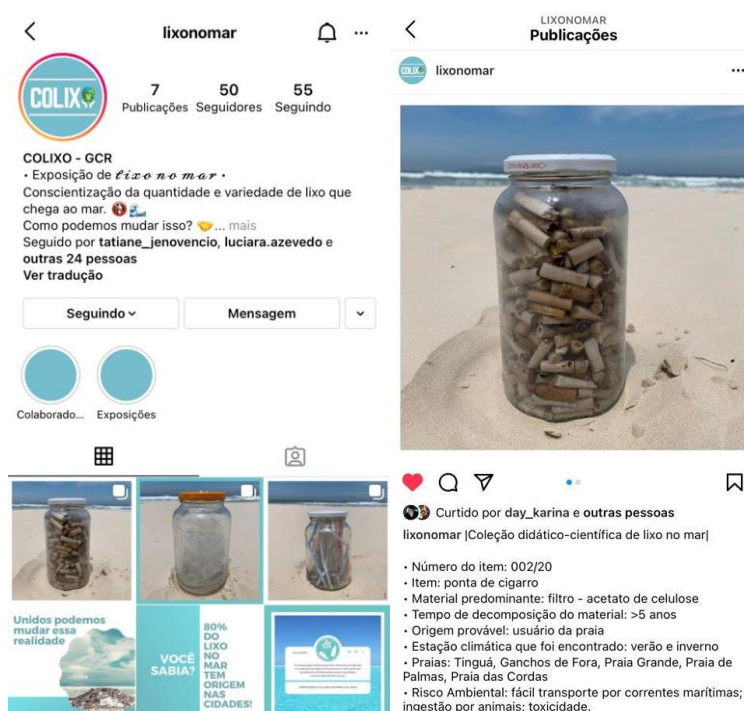 lixonomar
COLIXO
7 50 55
Publicações Seguidores Seguindo
COLIXO - GCR
• Exposição de lixo no mar •
Conscientização da quantidade e variedade de lixo que
chega ao mar.
Como podemos mudar isso? ... mais
Seguido por tatiane_jenovencio, luciara.azevedo e
outras 24 pessoas
Ver tradução
Seguindo Mensagem
Colaborado... Exposições
Unidos podemos
mudar essa
realidade
VOCÊ
SABIA?
80%
DO
LIXO
NO
MAR
TEM
ORIGEM
NAS
CIDADES!
LIXONOMAR
Publicações
COLIXO
lixonomar
Curtido por day_karina e outras pessoas
lixonomar |Coleção didático-científica de lixo no mar|
• Número do item: 002/20
• Item: ponta de cigarro
• Material predominante: filtro - acetato de celulose
• Tempo de decomposição do material: >5 anos
• Origem provável: usuário da praia
• Estação climática que foi encontrado: verão e inverno
• Praias: Tinguá, Ganchos de Fora, Praia Grande, Praia de
Palmas, Praia das Cordas
• Risco Ambiental: fácil transporte por correntes marítimas;
ingestão por animais; toxicidade.